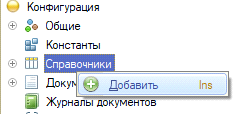 Конфигурация
Общие
Константы
Справочники
Добавить Ins
Докум
Журналы документов